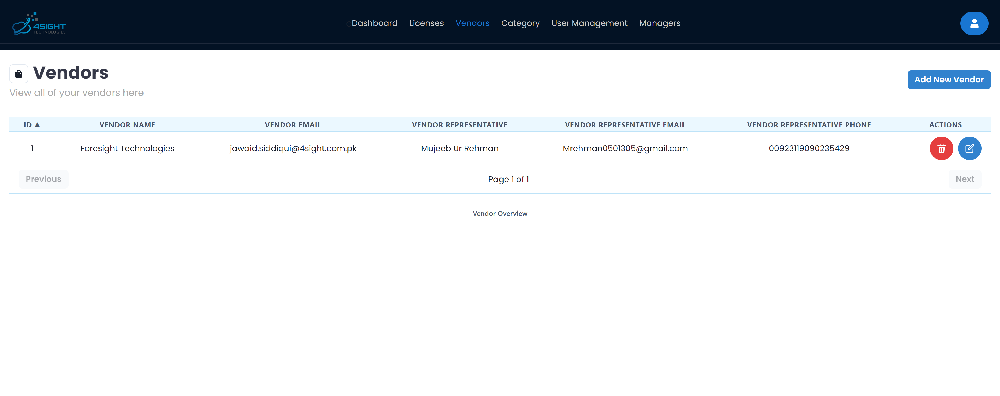 4SIGHT
TECHNOLOGIES
eDashboard Licenses Vendors Category User Management Managers
Vendors
View all of your vendors here
Add New Vendor
ID ▲ VENDOR NAME VENDOR EMAIL VENDOR REPRESENTATIVE VENDOR REPRESENTATIVE EMAIL VENDOR REPRESENTATIVE PHONE ACTIONS
1 Foresight Technologies jawaid.siddiqui@4sight.com.pk Mujeeb Ur Rehman Mrehman0501305@gmail.com 00923119090235429
Previous Page 1 of 1 Next
Vendor Overview